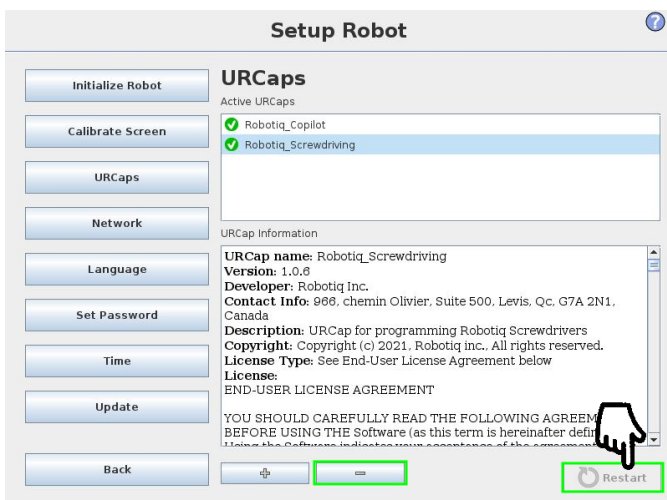 Setup Robot
?
Initialize Robot
Calibrate Screen
URCaps
Network
Language
Set Password
Time
Update
Back
URCaps
Active URCaps
Robotiq_Copilot
Robotiq_Screwdriving
URCap Information
URCap name: Robotiq_Screwdriving
Version: 1.0.6
Developer: Robotiq Inc.
Contact Info: 966, chemin Olivier, Suite 500, Levis, Qc, G7A 2N1,
Canada
Description: URCap for programming Robotiq Screwdrivers
Copyright: Copyright (c) 2021, Robotiq inc., All rights reserved.
License Type: See End-User License Agreement below
License:
END-USER LICENSE AGREEMENT
YOU SHOULD CAREFULLY READ THE FOLLOWING AGREEM
BEFORE USING THE Software (as this term is hereinafter defin
Restart